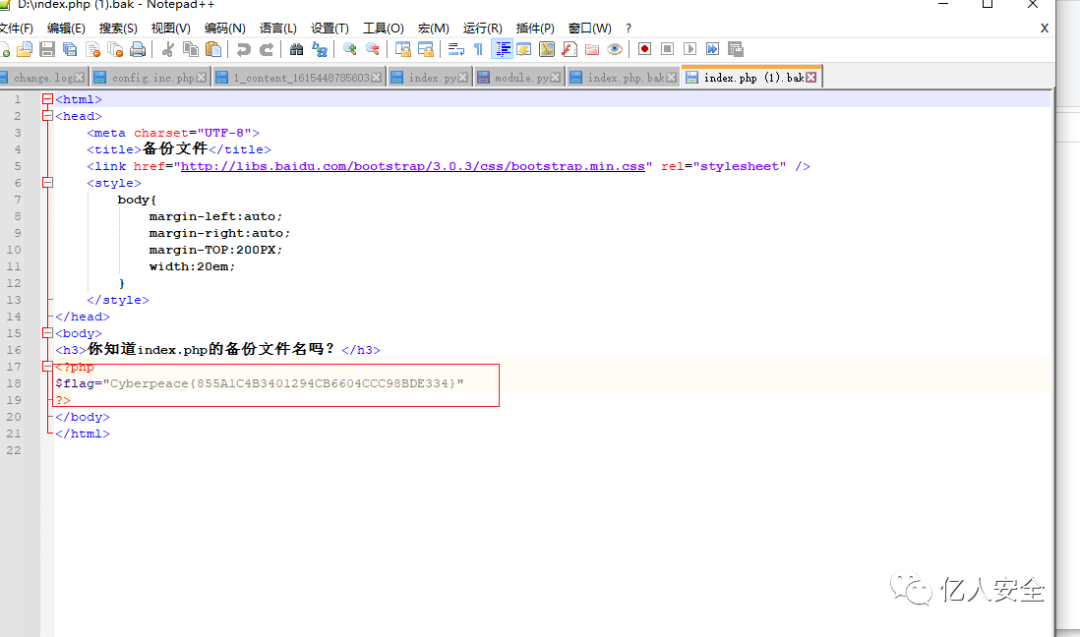 D:\index.php (1).bak - Notepad++
文件(F) 编辑(E) 搜索(S) 视图(V) 编码(N) 语言(L) 设置(T) 工具(O) 宏(M) 运行(R) 插件(P) 窗口(W) ? X
change.log config.inc.php 1_content_1615448785603 index.py module.py index.php.bak index.php (1).bak
1 <html>
2 <head>
3 <meta charset="UTF-8">
4 <title>备份文件</title>
5 <link href="http://libs.baidu.com/bootstrap/3.0.3/css/bootstrap.min.css" rel="stylesheet" />
6 <style>
7 body{
8 margin-left:auto;
9 margin-right:auto;
10 margin-TOP:200PX;
11 width:20em;
12 }
13 </style>
14 </head>
15 <body>
16 <h3>你知道index.php的备份文件名吗？</h3>
17 <?php
18 $flag="Cyberpeace{855A1C4B3401294CB6604CCC98BDE334}"
19 ?>
20 </body>
21 </html>
22
亿人安全